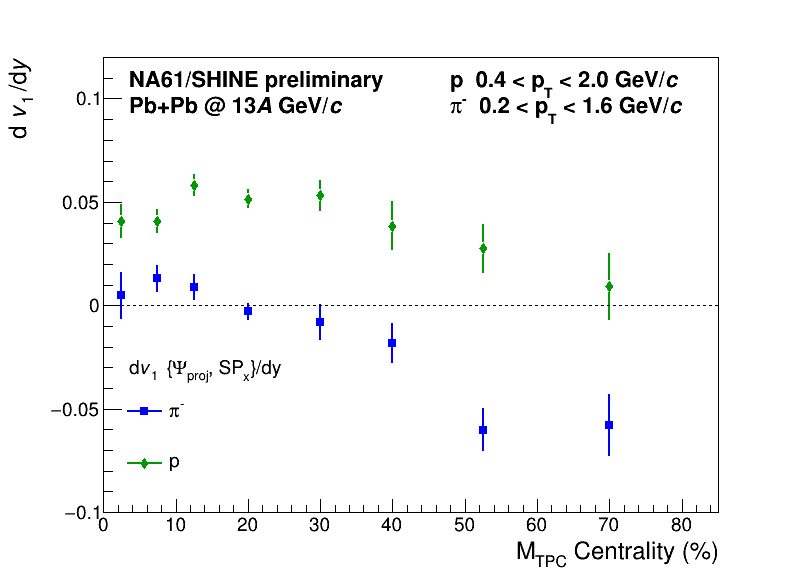 NA61/SHINE preliminary
Pb+Pb @ 13A GeV/c
p 0.4 < pT < 2.0 GeV/c
π- 0.2 < pT < 1.6 GeV/c
d v1/dy
0.1
0.05
0
−0.05
−0.1
dv1 {Ψproj, SPx}/dy
π-
p
0 10 20 30 40 50 60 70 80
MTPC Centrality (%)